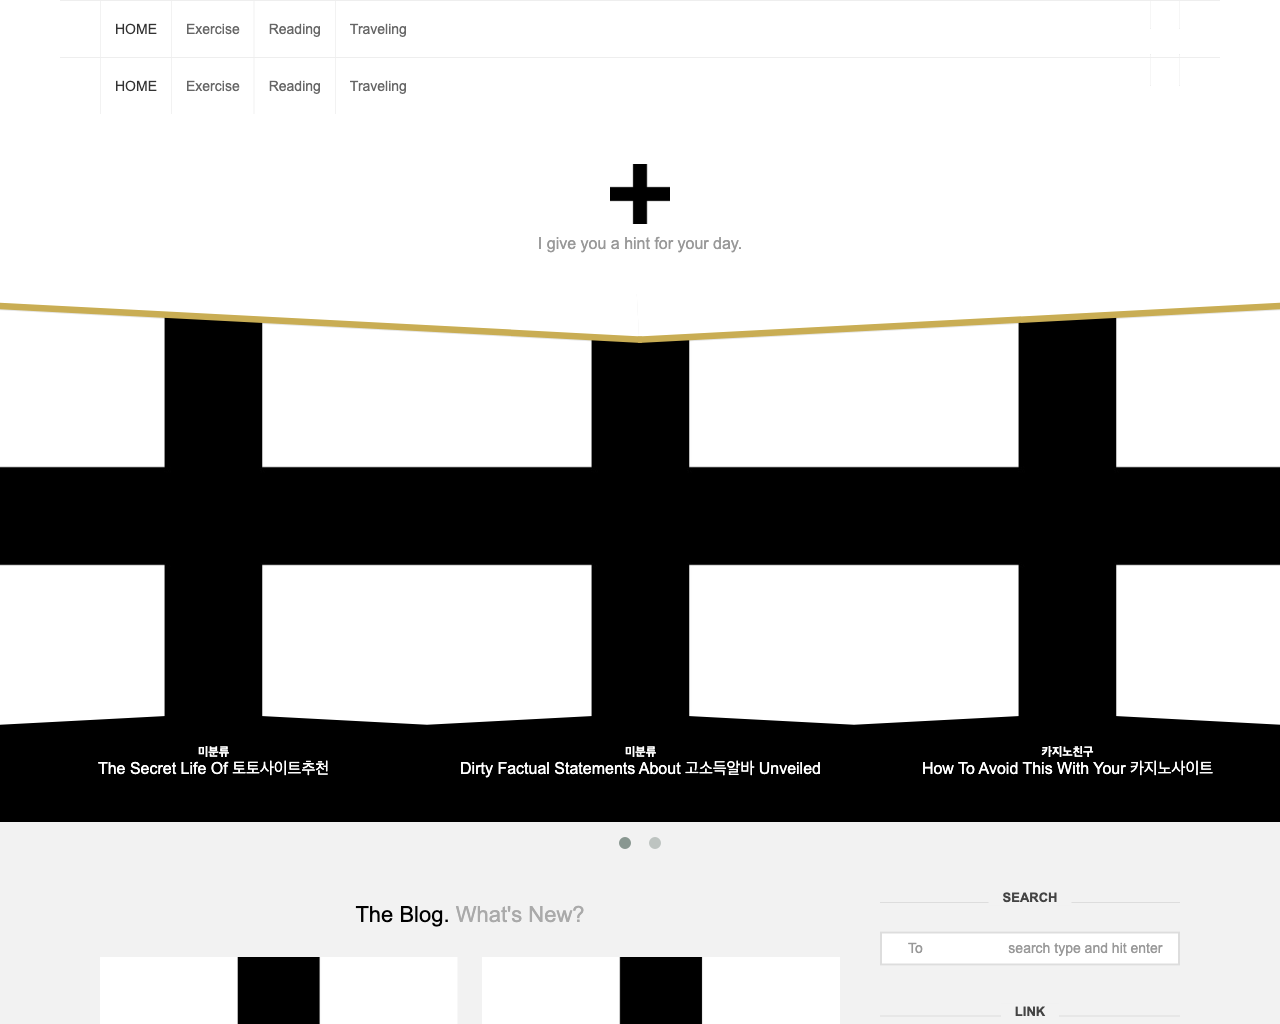 HOME Exercise Reading Traveling
HOME Exercise Reading Traveling
I give you a hint for your day.
미분류
The Secret Life Of 토토사이트추천
미분류
Dirty Factual Statements About 고소득알바 Unveiled
카지노친구
How To Avoid This With Your 카지노사이트
The Blog. What's New?
SEARCH
To search type and hit enter
LINK